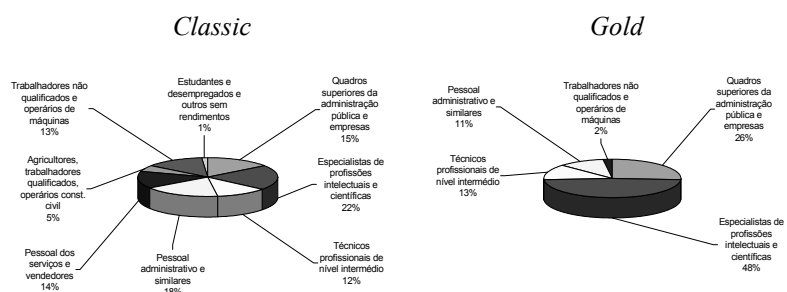 Classic
Gold
Estudantes e
desempregados e
outros sem
rendimentos
1%
Quadros
superiores da
administração
pública e
empresas
15%
Especialistas de
profissões
intelectuais e
científicas
22%
Técnicos
profissionais de
nível intermédio
12%
Pessoal
administrativo e
similares
18%
Pessoal dos
serviços e
vendedores
14%
Agricultores,
trabalhadores
qualificados,
operários const.
civil
5%
Trabalhadores não
qualificados e
operários de
máquinas
13%
Trabalhadores não
qualificados e
operários de
máquinas
2%
Quadros
superiores da
administração
pública e
empresas
26%
Especialistas de
profissões
intelectuais e
científicas
48%
Técnicos
profissionais de
nível intermédio
13%
Pessoal
administrativo e
similares
11%